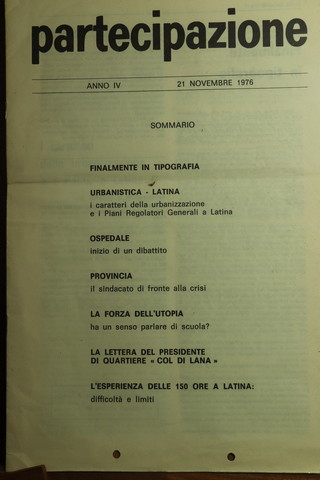 partecipazione
ANNO IV 21 NOVEMBRE 1976
SOMMARIO
FINALMENTE IN TIPOGRAFIA
URBANISTICA - LATINA
i caratteri della urbanizzazione
e i Piani Regolatori Generali a Latina
OSPEDALE
inizio di un dibattito
PROVINCIA
il sindacato di fronte alla crisi
LA FORZA DELL'UTOPIA
ha un senso parlare di scuola?
LA LETTERA DEL PRESIDENTE
DI QUARTIERE « COL DI LANA »
L'ESPERIENZA DELLE 150 ORE A LATINA:
difficoltà e limiti